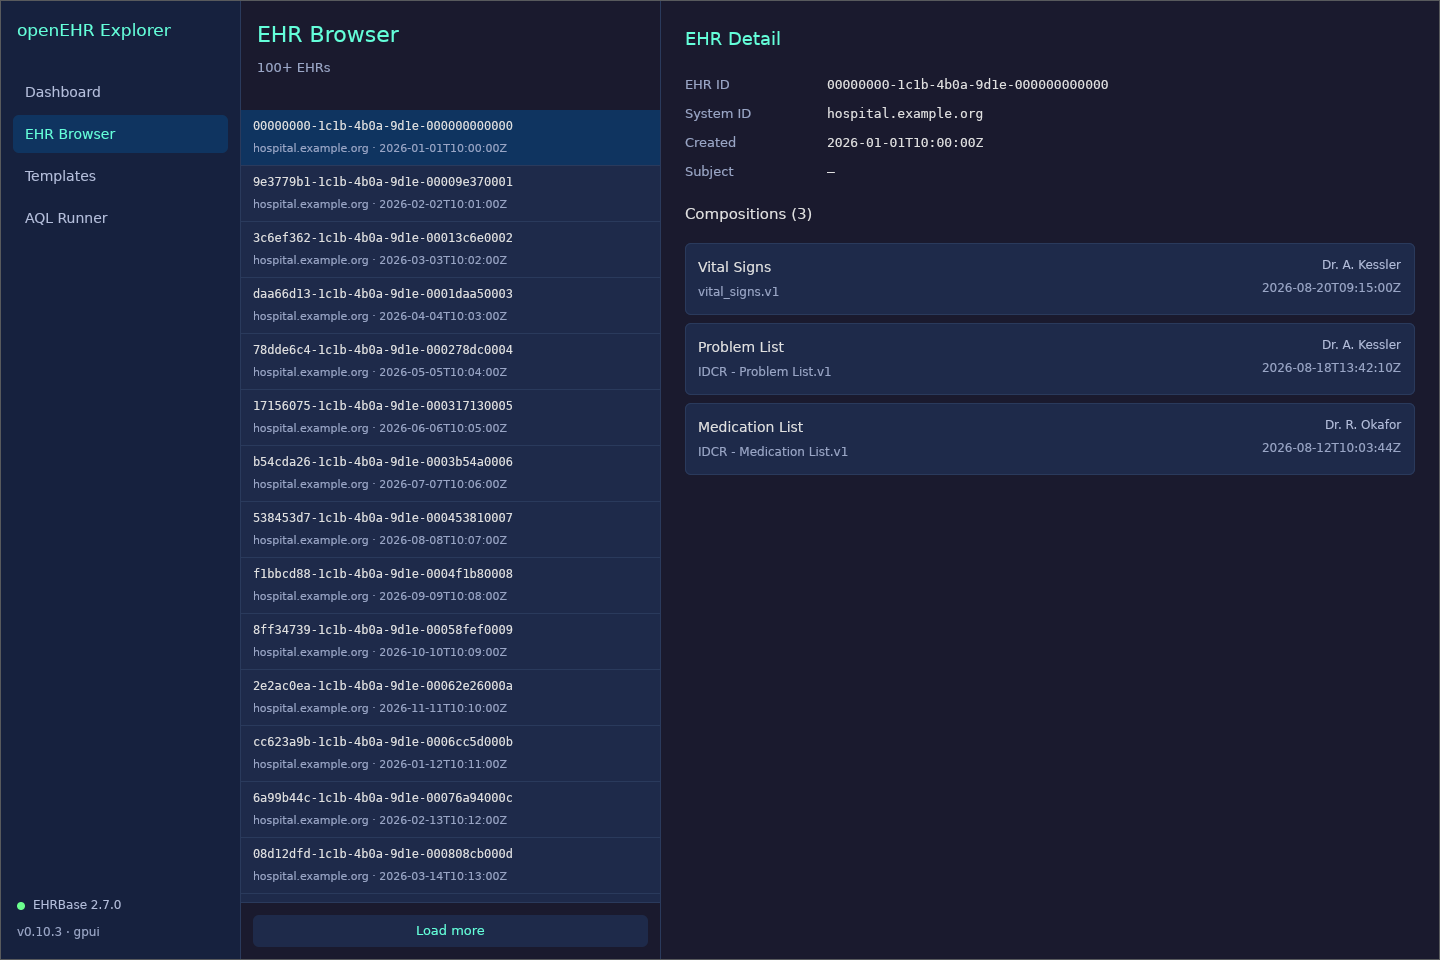 openEHR Explorer
Dashboard
EHR Browser
Templates
AQL Runner
EHRBase 2.7.0
v0.10.3 · gpui
EHR Browser
100+ EHRs
00000000-1c1b-4b0a-9d1e-000000000000
hospital.example.org · 2026-01-01T10:00:00Z
9e3779b1-1c1b-4b0a-9d1e-00009e370001
hospital.example.org · 2026-02-02T10:01:00Z
3c6ef362-1c1b-4b0a-9d1e-00013c6e0002
hospital.example.org · 2026-03-03T10:02:00Z
daa66d13-1c1b-4b0a-9d1e-0001daa50003
hospital.example.org · 2026-04-04T10:03:00Z
78dde6c4-1c1b-4b0a-9d1e-000278dc0004
hospital.example.org · 2026-05-05T10:04:00Z
17156075-1c1b-4b0a-9d1e-000317130005
hospital.example.org · 2026-06-06T10:05:00Z
b54cda26-1c1b-4b0a-9d1e-0003b54a0006
hospital.example.org · 2026-07-07T10:06:00Z
538453d7-1c1b-4b0a-9d1e-000453810007
hospital.example.org · 2026-08-08T10:07:00Z
f1bbcd88-1c1b-4b0a-9d1e-0004f1b80008
hospital.example.org · 2026-09-09T10:08:00Z
8ff34739-1c1b-4b0a-9d1e-00058fef0009
hospital.example.org · 2026-10-10T10:09:00Z
2e2ac0ea-1c1b-4b0a-9d1e-00062e26000a
hospital.example.org · 2026-11-11T10:10:00Z
cc623a9b-1c1b-4b0a-9d1e-0006cc5d000b
hospital.example.org · 2026-01-12T10:11:00Z
6a99b44c-1c1b-4b0a-9d1e-00076a94000c
hospital.example.org · 2026-02-13T10:12:00Z
08d12dfd-1c1b-4b0a-9d1e-000808cb000d
hospital.example.org · 2026-03-14T10:13:00Z
Load more
EHR Detail
EHR ID 00000000-1c1b-4b0a-9d1e-000000000000
System ID hospital.example.org
Created 2026-01-01T10:00:00Z
Subject —
Compositions (3)
Vital Signs Dr. A. Kessler
vital_signs.v1 2026-08-20T09:15:00Z
Problem List Dr. A. Kessler
IDCR - Problem List.v1 2026-08-18T13:42:10Z
Medication List Dr. R. Okafor
IDCR - Medication List.v1 2026-08-12T10:03:44Z